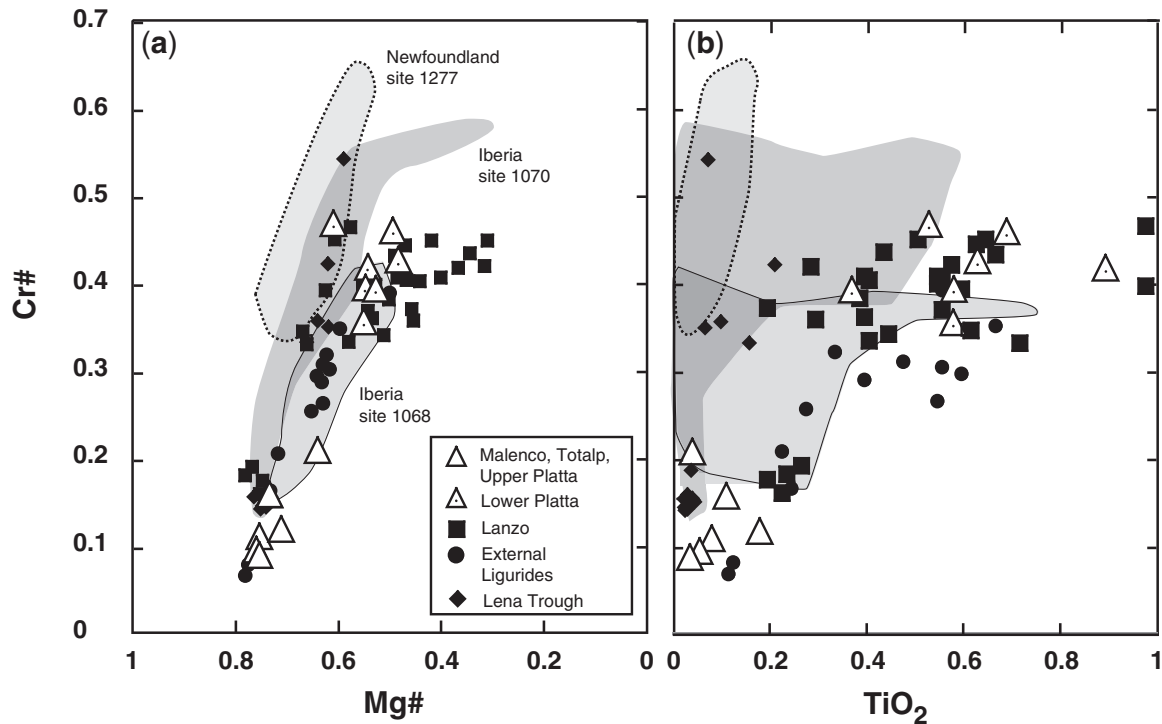 (a)
(b)
Newfoundland
site 1277
Iberia
site 1070
Iberia
site 1068
Malenco, Totalp,
Upper Platta
Lower Platta
Lanzo
External
Ligurides
Lena Trough
Cr#
0.7
0.6
0.5
0.4
0.3
0.2
0.1
0
1
0.8
0.6
0.4
0.2
0
Mg#
0
0.2
0.4
0.6
0.8
1
TiO₂